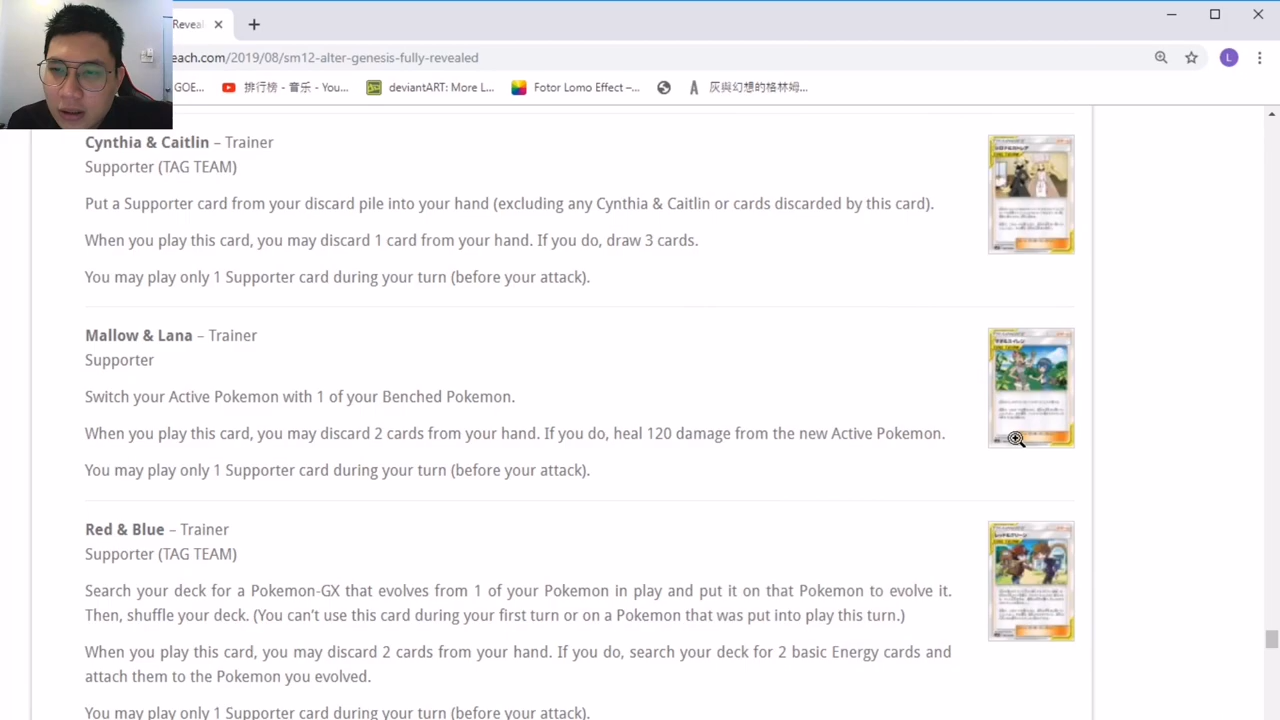 Reveal
each.com/2019/08/sm12-alter-genesis-fully-revealed
L
GOE...
排行榜 - 音乐 - You...
deviantART: More L...
Fotor Lomo Effect –...
灰與幻想的格林姆...
Cynthia & Caitlin – Trainer
Supporter (TAG TEAM)
Put a Supporter card from your discard pile into your hand (excluding any Cynthia & Caitlin or cards discarded by this card).
When you play this card, you may discard 1 card from your hand. If you do, draw 3 cards.
You may play only 1 Supporter card during your turn (before your attack).
Mallow & Lana – Trainer
Supporter
Switch your Active Pokemon with 1 of your Benched Pokemon.
When you play this card, you may discard 2 cards from your hand. If you do, heal 120 damage from the new Active Pokemon.
You may play only 1 Supporter card during your turn (before your attack).
Red & Blue – Trainer
Supporter (TAG TEAM)
Search your deck for a Pokemon-GX that evolves from 1 of your Pokemon in play and put it on that Pokemon to evolve it.
Then, shuffle your deck. (You can't use this card during your first turn or on a Pokemon that was put into play this turn.)
When you play this card, you may discard 2 cards from your hand. If you do, search your deck for 2 basic Energy cards and
attach them to the Pokemon you evolved.
You may play only 1 Supporter card during your turn (before your attack).